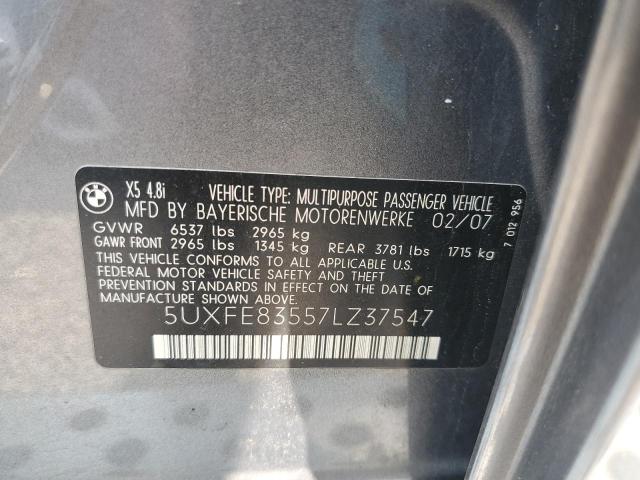 BMW
X5 4.8i VEHICLE TYPE: MULTIPURPOSE PASSENGER VEHICLE
MFD BY BAYERISCHE MOTORENWERKE 02/07
GVWR 6537 lbs 2965 kg
GAWR FRONT 2965 lbs 1345 kg REAR 3781 lbs 1715 kg
THIS VEHICLE CONFORMS TO ALL APPLICABLE U.S.
FEDERAL MOTOR VEHICLE SAFETY AND THEFT
PREVENTION STANDARDS IN EFFECT ON THE DATE
OF MANUFACTURE SHOWN ABOVE.
5UXFE83557LZ37547
7 012 956